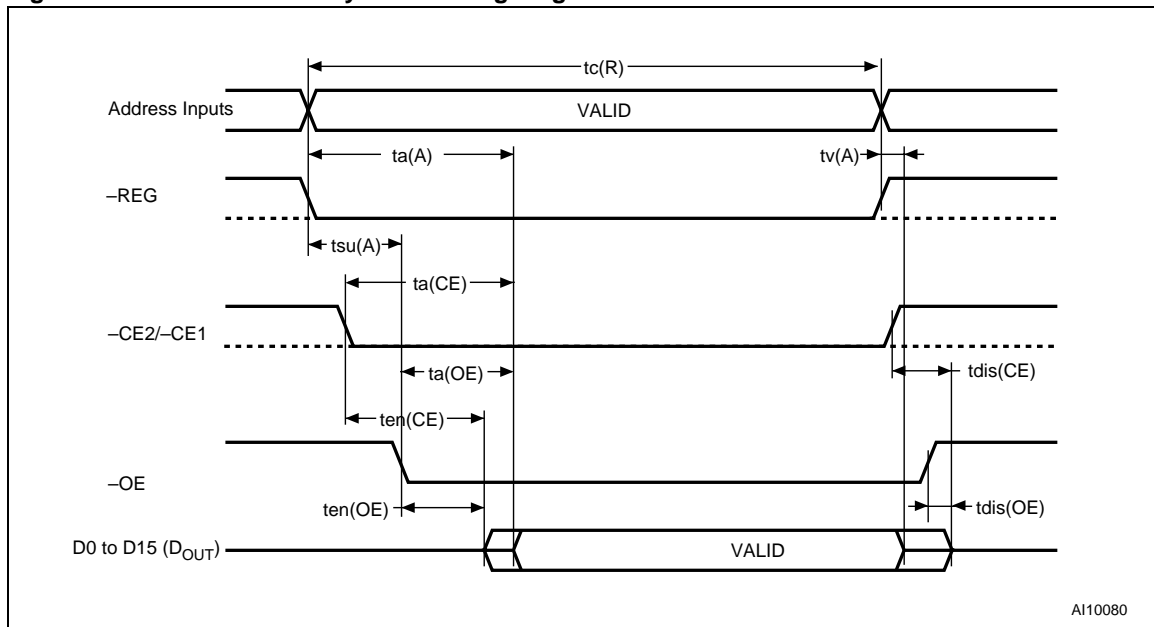 tc(R)
Address Inputs
VALID
ta(A)
tv(A)
–REG
tsu(A)
ta(CE)
–CE2/–CE1
ta(OE)
tdis(CE)
ten(CE)
–OE
ten(OE)
tdis(OE)
D0 to D15 (DOUT)
VALID
AI10080